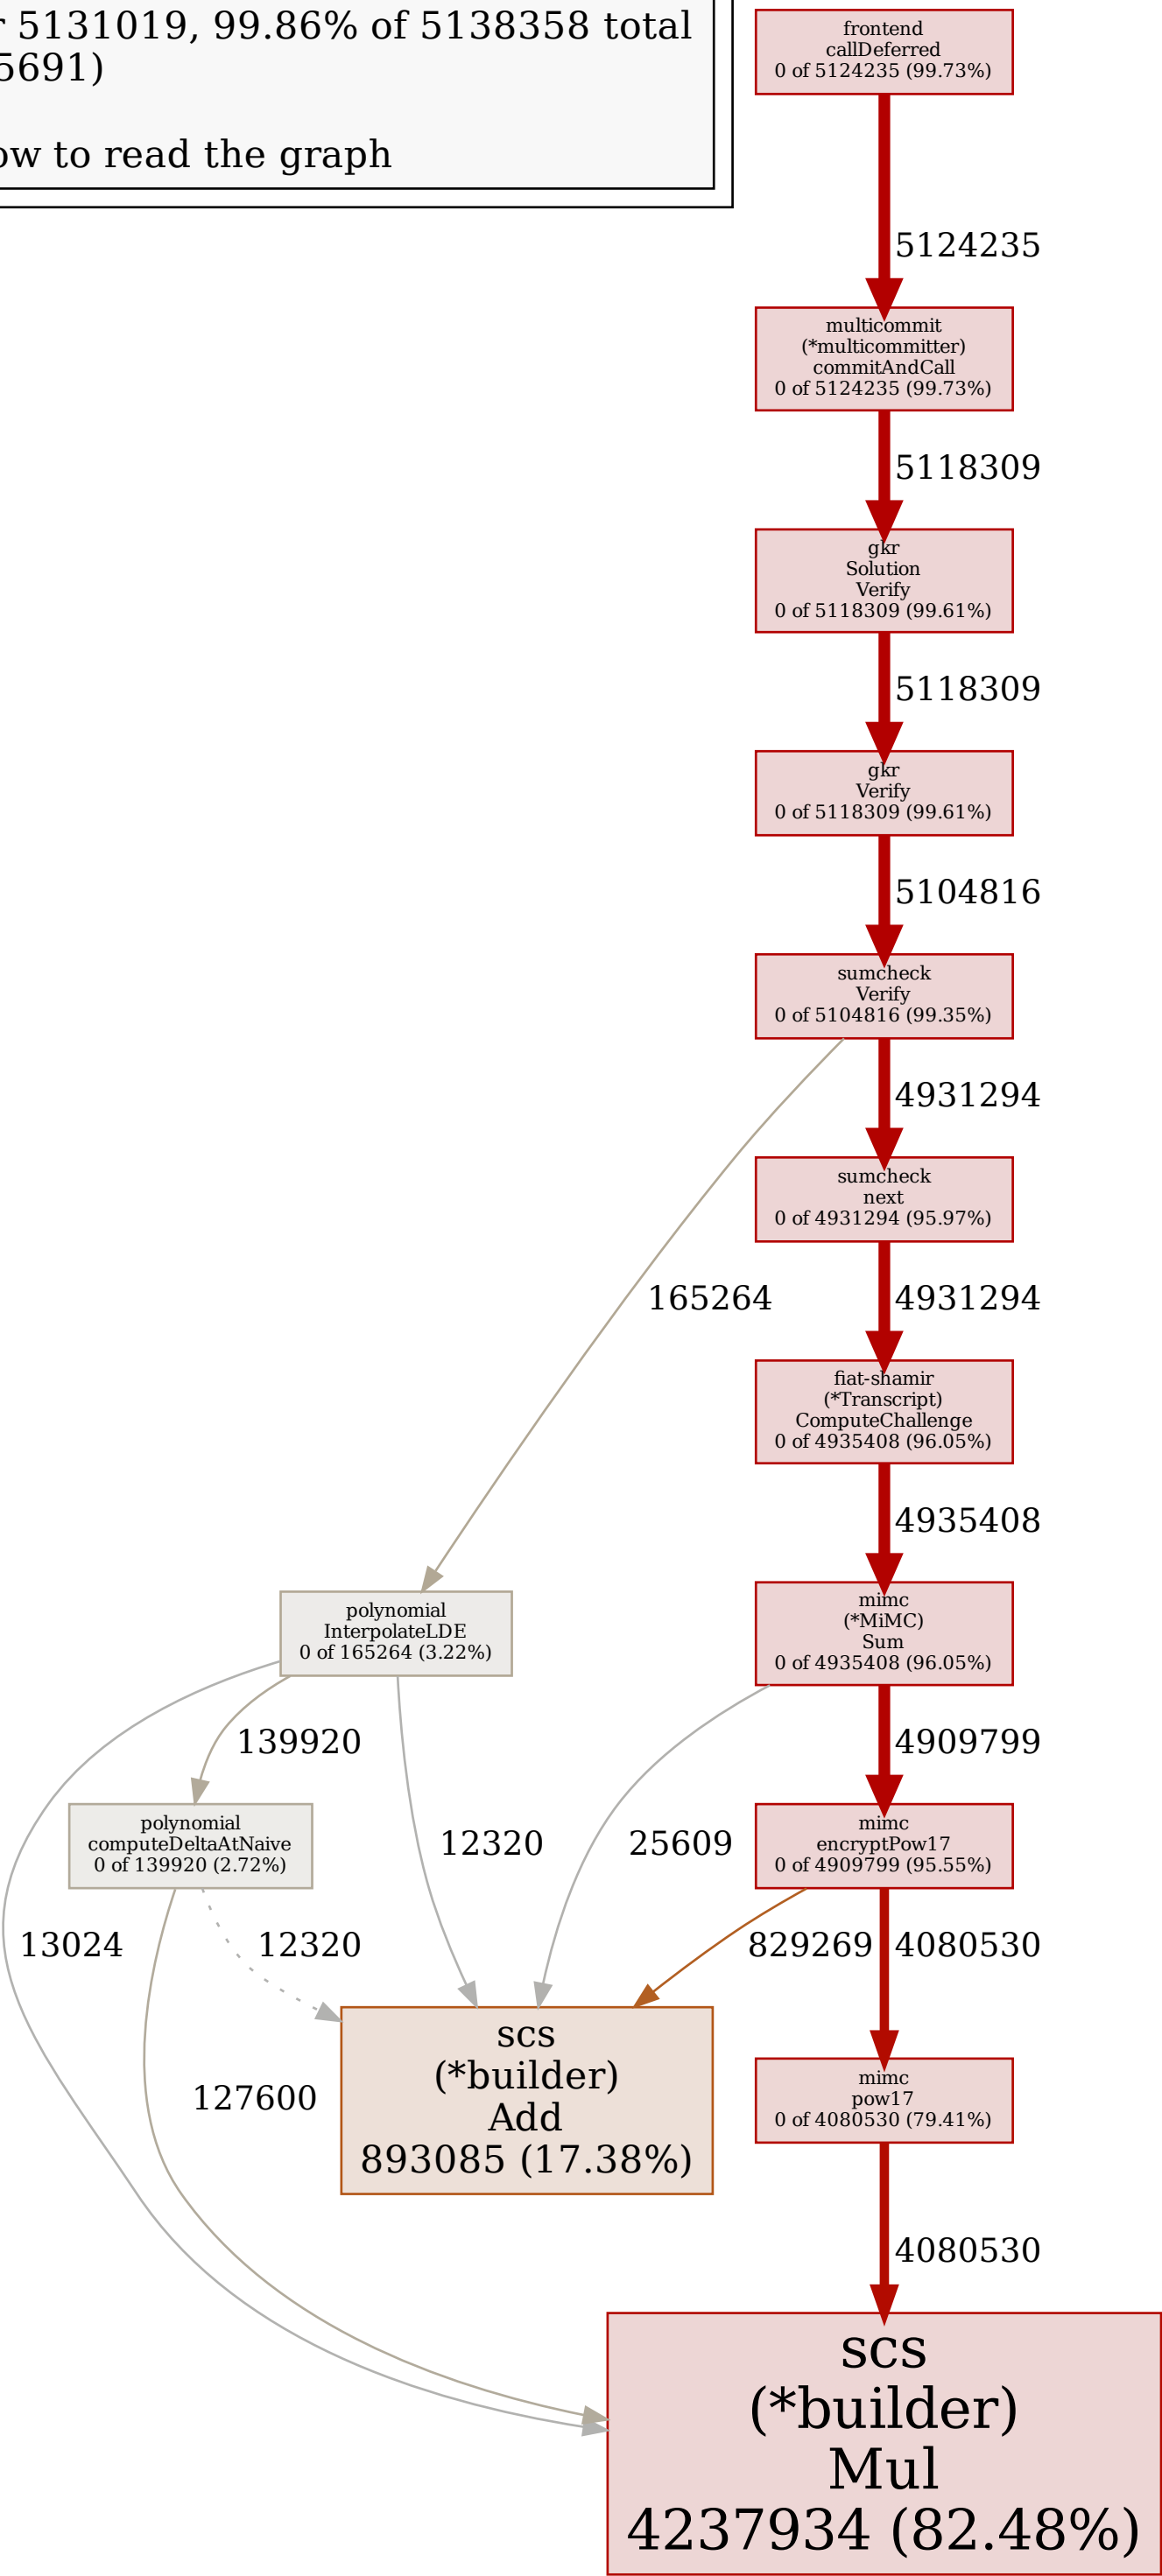 r 5131019, 99.86% of 5138358 total
5691)
ow to read the graph
frontend
callDeferred
0 of 5124235 (99.73%)
5124235
multicommit
(*multicommitter)
commitAndCall
0 of 5124235 (99.73%)
5118309
gkr
Solution
Verify
0 of 5118309 (99.61%)
5118309
gkr
Verify
0 of 5118309 (99.61%)
5104816
sumcheck
Verify
0 of 5104816 (99.35%)
4931294
sumcheck
next
0 of 4931294 (95.97%)
165264
4931294
fiat-shamir
(*Transcript)
ComputeChallenge
0 of 4935408 (96.05%)
4935408
polynomial
InterpolateLDE
0 of 165264 (3.22%)
mimc
(*MiMC)
Sum
0 of 4935408 (96.05%)
139920
4909799
polynomial
computeDeltaAtNaive
0 of 139920 (2.72%)
12320
25609
mimc
encryptPow17
0 of 4909799 (95.55%)
13024
12320
829269
4080530
scs
(*builder)
Add
893085 (17.38%)
127600
mimc
pow17
0 of 4080530 (79.41%)
4080530
scs
(*builder)
Mul
4237934 (82.48%)